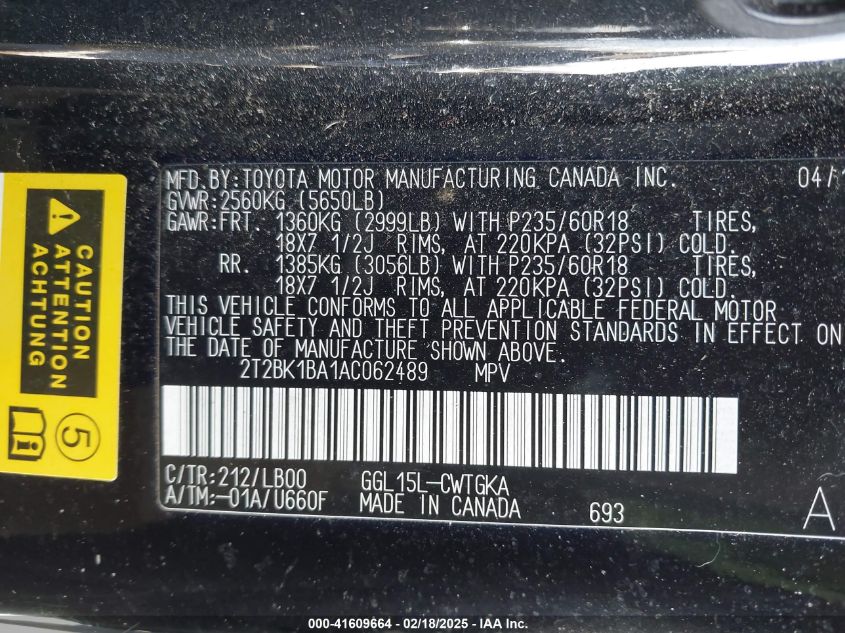 MFD.BY:TOYOTA MOTOR MANUFACTURING CANADA INC. 04/1
GVWR:2560KG (5650LB)
GAWR:FRT. 1360KG (2999LB) WITH P235/60R18 TIRES,
18X7 1/2J RIMS, AT 220KPA (32PSI) COLD.
RR. 1385KG (3056LB) WITH P235/60R18 TIRES,
18X7 1/2J RIMS, AT 220KPA (32PSI) COLD.
THIS VEHICLE CONFORMS TO ALL APPLICABLE FEDERAL MOTOR
VEHICLE SAFETY AND THEFT PREVENTION STANDARDS IN EFFECT ON
THE DATE OF MANUFACTURE SHOWN ABOVE.
2T2BK1BA1AC062489 MPV
C/TR:212/LB00 GGL15L-CWTGKA
A/TM:-01A/U660F MADE IN CANADA 693 A
CAUTION
ATTENTION
ACHTUNG
5
000-41609664 - 02/18/2025 - IAA Inc.